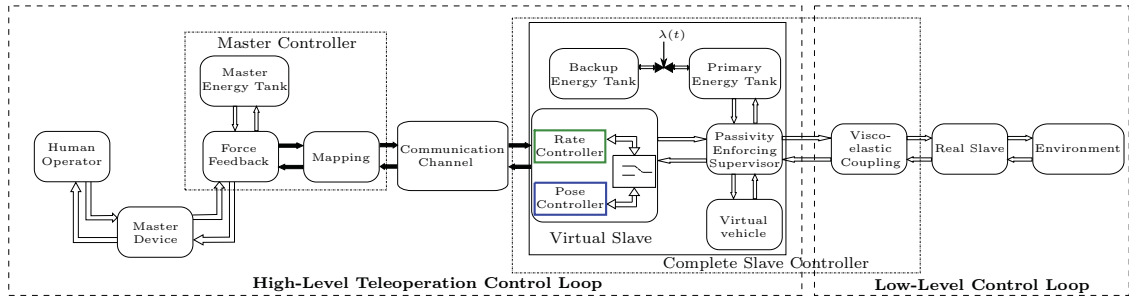 Master Controller
Master
Energy Tank
Human
Operator
Force
Feedback
Mapping
Master
Device
Communication
Channel
λ(t)
Backup
Energy Tank
Primary
Energy Tank
Rate
Controller
Pose
Controller
Passivity
Enforcing
Supervisor
Virtual
vehicle
Virtual Slave
Visco-
elastic
Coupling
Real Slave
Environment
Complete Slave Controller
High-Level Teleoperation Control Loop
Low-Level Control Loop